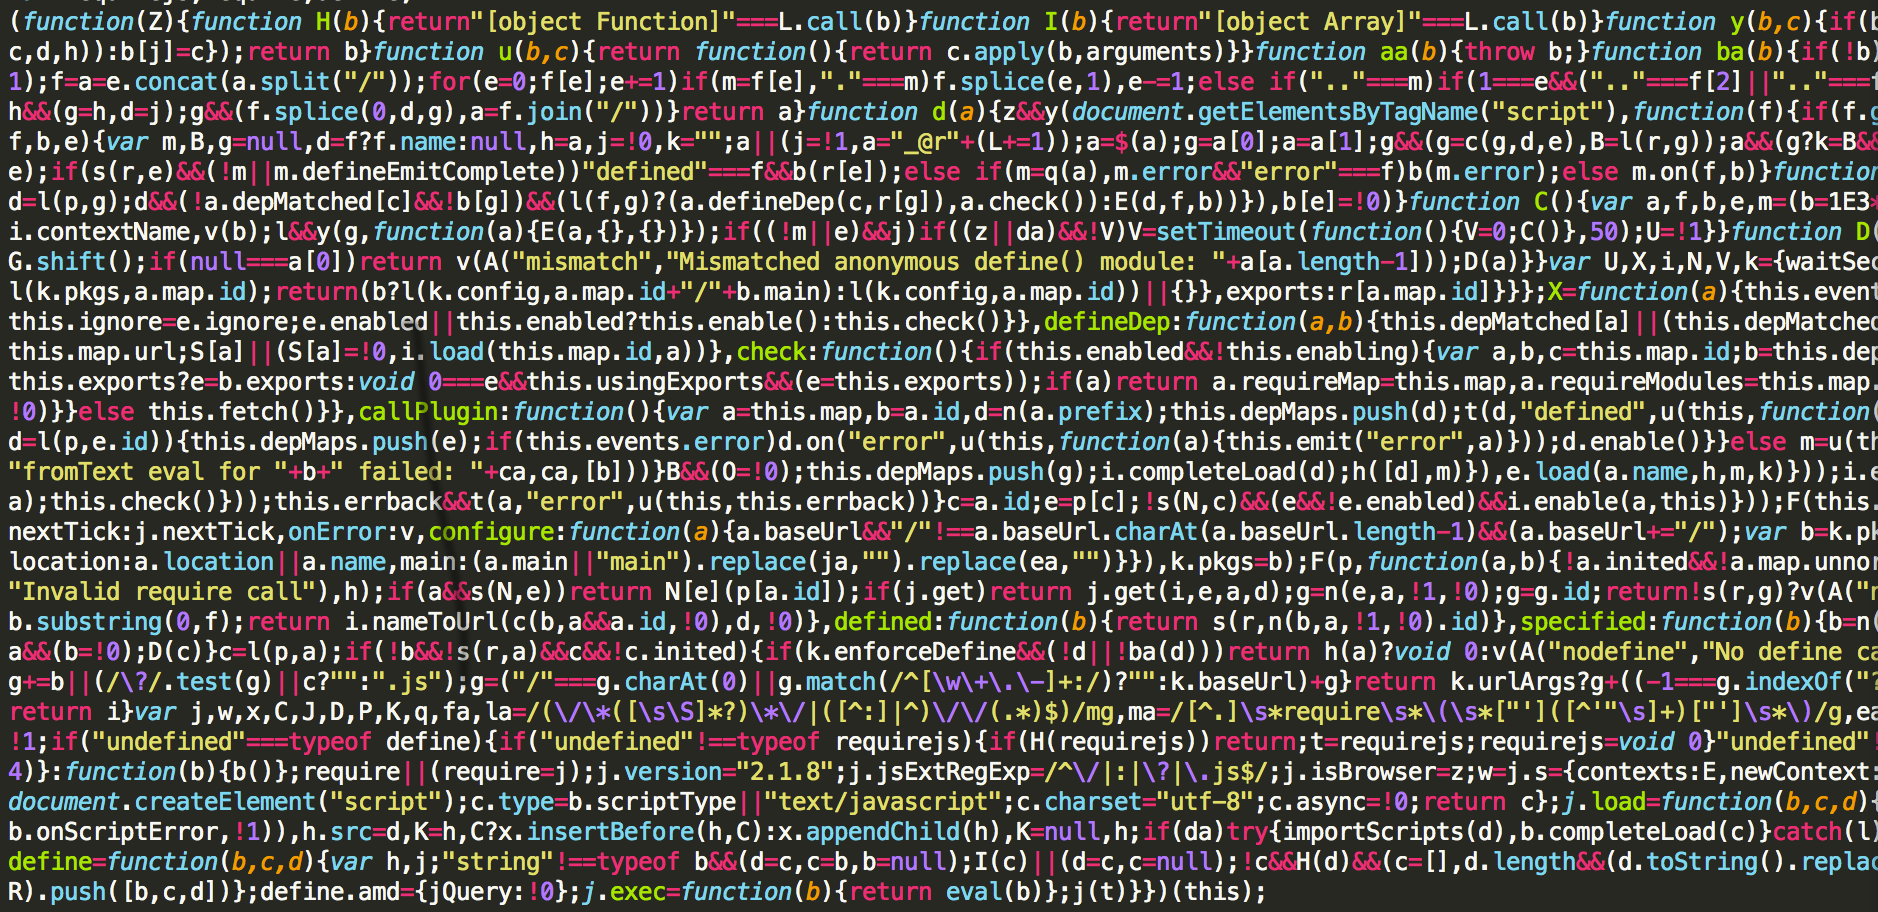 (function(Z){function H(b){return"[object Function]"===L.call(b)}function I(b){return"[object Array]"===L.call(b)}function y(b,c){if(b
c,d,h)):b[j]=c});return b}function u(b,c){return function(){return c.apply(b,arguments)}}function aa(b){throw b;}function ba(b){if(!b)
1);f=a=e.concat(a.split("/"));for(e=0;f[e];e+=1)if(m=f[e],"."===m)f.splice(e,1),e-=1;else if(".."===m)if(1===e&&(".."===f[2]||".."===f
h&&(g=h,d=j);g&&(f.splice(0,d,g),a=f.join("/"))}return a}function d(a){z&&y(document.getElementsByTagName("script"),function(f){if(f.g
f,b,e){var m,B,g=null,d=f?f.name:null,h=a,j=!0,k="";a||(j=!1,a="_@r"+(L+=1));a=$(a);g=a[0];a=a[1];g&&(g=c(g,d,e),B=l(r,g));a&&(g?k=B&&
e);if(s(r,e)&&(!m||m.defineEmitComplete))"defined"===f&&b(r[e]);else if(m=q(a),m.error&&"error"===f)b(m.error);else m.on(f,b)}function
d=l(p,g);d&&(!a.depMatched[c]&&!b[g])&&(l(f,g)?(a.defineDep(c,r[g]),a.check()):E(d,f,b))}),b[e]=!0)}function C(){var a,f,b,e,m=(b=1E3*
i.contextName,v(b);l&&y(g,function(a){E(a,{},{})});if((!m||e)&&j)if((z||da)&&!V)V=setTimeout(function(){V=0;C()},50);U=!1}}function D(
G.shift();if(null===a[0])return v(A("mismatch","Mismatched anonymous define() module: "+a[a.length-1]));D(a)}}var U,X,i,N,V,k={waitSec
l(k.pkgs,a.map.id);return(b?l(k.config,a.map.id+"/"+b.main):l(k.config,a.map.id))||{}},exports:r[a.map.id]}}};X=function(a){this.event
this.ignore=e.ignore;e.enabled||this.enabled?this.enable():this.check()}},defineDep:function(a,b){this.depMatched[a]||(this.depMatched
this.map.url;S[a]||(S[a]=!0,i.load(this.map.id,a))},check:function(){if(this.enabled&&!this.enabling){var a,b,c=this.map.id;b=this.dep
this.exports?e=b.exports:void 0===e&&this.usingExports&&(e=this.exports));if(a)return a.requireMap=this.map,a.requireModules=this.map.
!0)}}else this.fetch()}},callPlugin:function(){var a=this.map,b=a.id,d=n(a.prefix);this.depMaps.push(d);t(d,"defined",u(this,function(
d=l(p,e.id)){this.depMaps.push(e);if(this.events.error)d.on("error",u(this,function(a){this.emit("error",a)}));d.enable()}}else m=u(th
"fromText eval for "+b+" failed: "+ca,ca,[b]))}B&&(O=!0);this.depMaps.push(g);i.completeLoad(d);h([d],m)}),e.load(a.name,h,m,k)}));i.e
a);this.check()}));this.errback&&t(a,"error",u(this,this.errback))}c=a.id;e=p[c];!s(N,c)&&(e&&!e.enabled)&&i.enable(a,this)}));F(this.
nextTick:j.nextTick,onError:v,configure:function(a){a.baseUrl&&"/"!==a.baseUrl.charAt(a.baseUrl.length-1)&&(a.baseUrl+="/");var b=k.pk
location:a.location||a.name,main:(a.main||"main").replace(ja,"").replace(ea,"")}}),k.pkgs=b);F(p,function(a,b){!a.inited&&!a.map.unnor
"Invalid require call"),h);if(a&&s(N,e))return N[e](p[a.id]);if(j.get)return j.get(i,e,a,d);g=n(e,a,!1,!0);g=g.id;return!s(r,g)?v(A("n
b.substring(0,f);return i.nameToUrl(c(b,a&&a.id,!0),d,!0)},defined:function(b){return s(r,n(b,a,!1,!0).id)},specified:function(b){b=n(
a&&(b=!0);D(c)}c=l(p,a);if(!b&&!s(r,a)&&c&&!c.inited){if(k.enforceDefine&&(!d||!ba(d)))return h(a)?void 0:v(A("nodefine","No define ca
g+=b||(/\?/.test(g)||c?"":".js");g=("/"===g.charAt(0)||g.match(/^[\w\+\.\-]+:/)?"":k.baseUrl)+g}return k.urlArgs?g+((-1===g.indexOf("?
return i}var j,w,x,C,J,D,P,K,q,fa,la=/(\/\*([\s\S]*?)\*\/|([^:]|^)\/\/(.*)$)/mg,ma=/[^.]\s*require\s*\(\s*["']([^'"\s]+)["']\s*\)/g,ea
!1;if("undefined"===typeof define){if("undefined"!==typeof requirejs){if(H(requirejs))return;t=requirejs;requirejs=void 0}"undefined"!
4)}:function(b){b()};require||(require=j);j.version="2.1.8";j.jsExtRegExp=/^\/|:|\?|\.js$/;j.isBrowser=z;w=j.s={contexts:E,newContext:
document.createElement("script");c.type=b.scriptType||"text/javascript";c.charset="utf-8";c.async=!0;return c};j.load=function(b,c,d){
b.onScriptError,!1)),h.src=d,K=h,C?x.insertBefore(h,C):x.appendChild(h),K=null,h;if(da)try{importScripts(d),b.completeLoad(c)}catch(l)
define=function(b,c,d){var h,j;"string"!==typeof b&&(d=c,c=b,b=null);I(c)||(d=c,c=null);!c&&H(d)&&(c=[],d.length&&(d.toString().replac
R).push([b,c,d])};define.amd={jQuery:!0};j.exec=function(b){return eval(b)};j(t)}})(this);